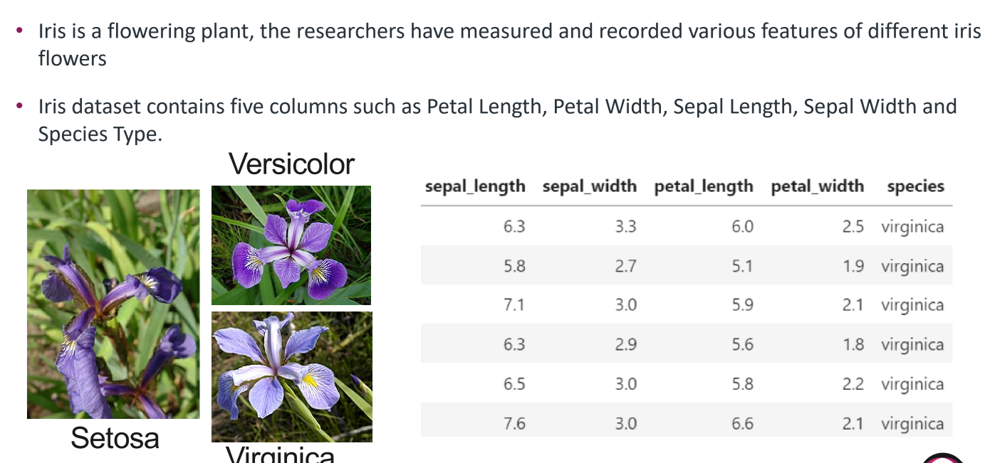 • Iris is a flowering plant, the researchers have measured and recorded various features of different iris
flowers
• Iris dataset contains five columns such as Petal Length, Petal Width, Sepal Length, Sepal Width and
Species Type.
Versicolor
Setosa
Virginica
sepal_length sepal_width petal_length petal_width species
6.3 3.3 6.0 2.5 virginica
5.8 2.7 5.1 1.9 virginica
7.1 3.0 5.9 2.1 virginica
6.3 2.9 5.6 1.8 virginica
6.5 3.0 5.8 2.2 virginica
7.6 3.0 6.6 2.1 virginica